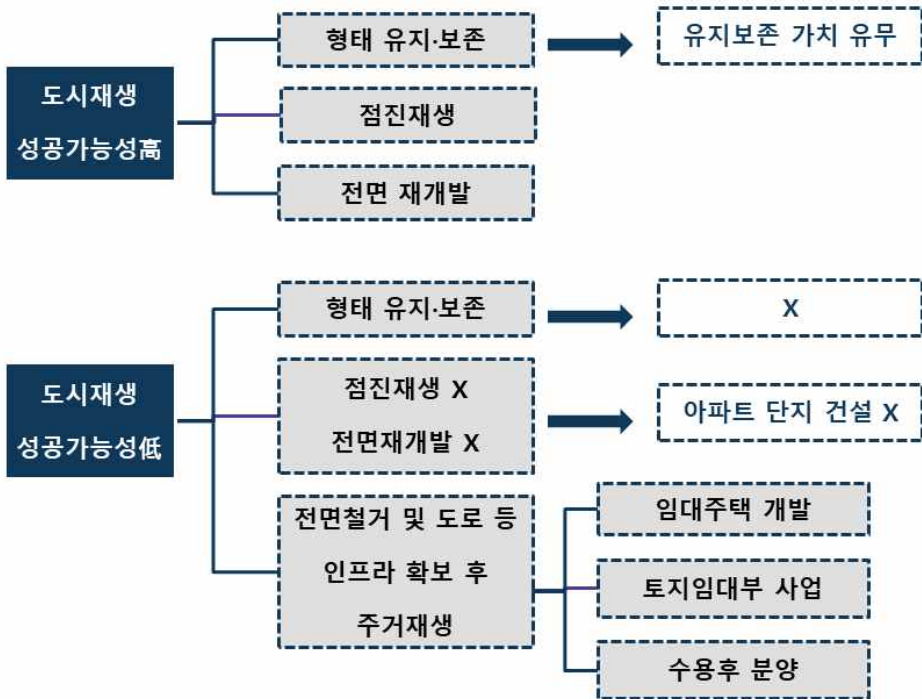 도시재생
성공가능성高
형태 유지·보존
유지보존 가치 유무
점진재생
전면 재개발
도시재생
성공가능성低
형태 유지·보존
X
점진재생 X
전면재개발 X
아파트 단지 건설 X
전면철거 및 도로 등
인프라 확보 후
주거재생
임대주택 개발
토지임대부 사업
수용후 분양